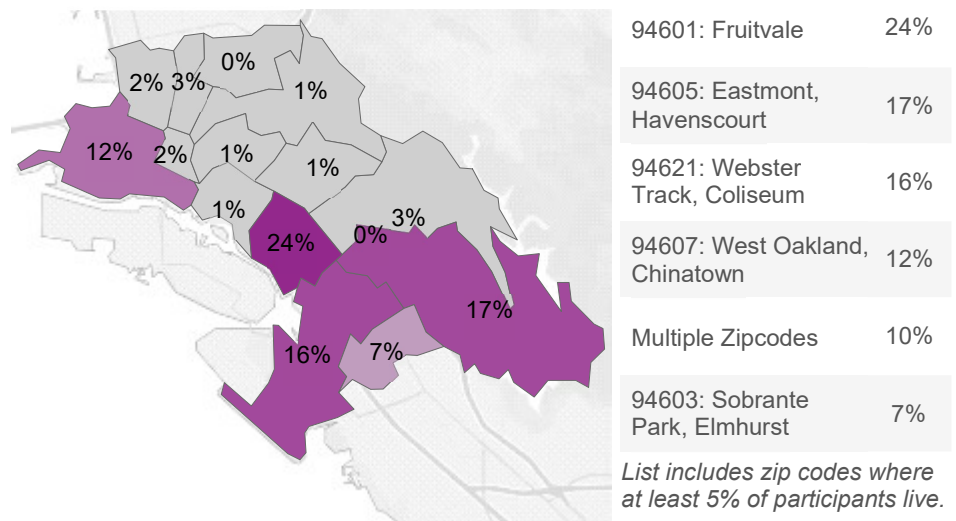 0%
2%
3%
1%
12%
2%
1%
1%
1%
3%
0%
24%
17%
16%
7%
94601: Fruitvale 24%
94605: Eastmont,
Havenscourt 17%
94621: Webster
Track, Coliseum 16%
94607: West Oakland,
Chinatown 12%
Multiple Zipcodes 10%
94603: Sobrante
Park, Elmhurst 7%
List includes zip codes where
at least 5% of participants live.